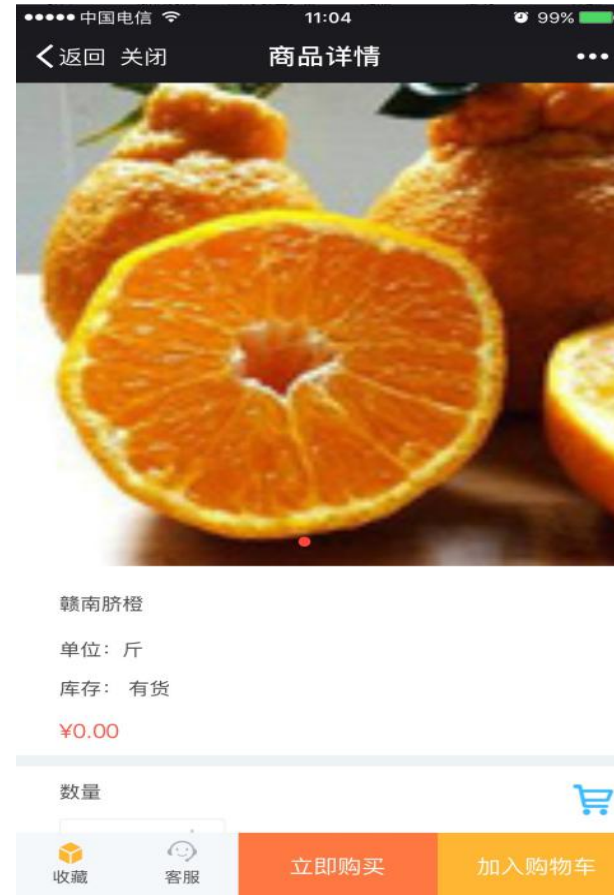 中国电信 11:04 99%
返回 关闭 商品详情
赣南脐橙
单位：斤
库存： 有货
¥0.00
数量
收藏 客服 立即购买 加入购物车